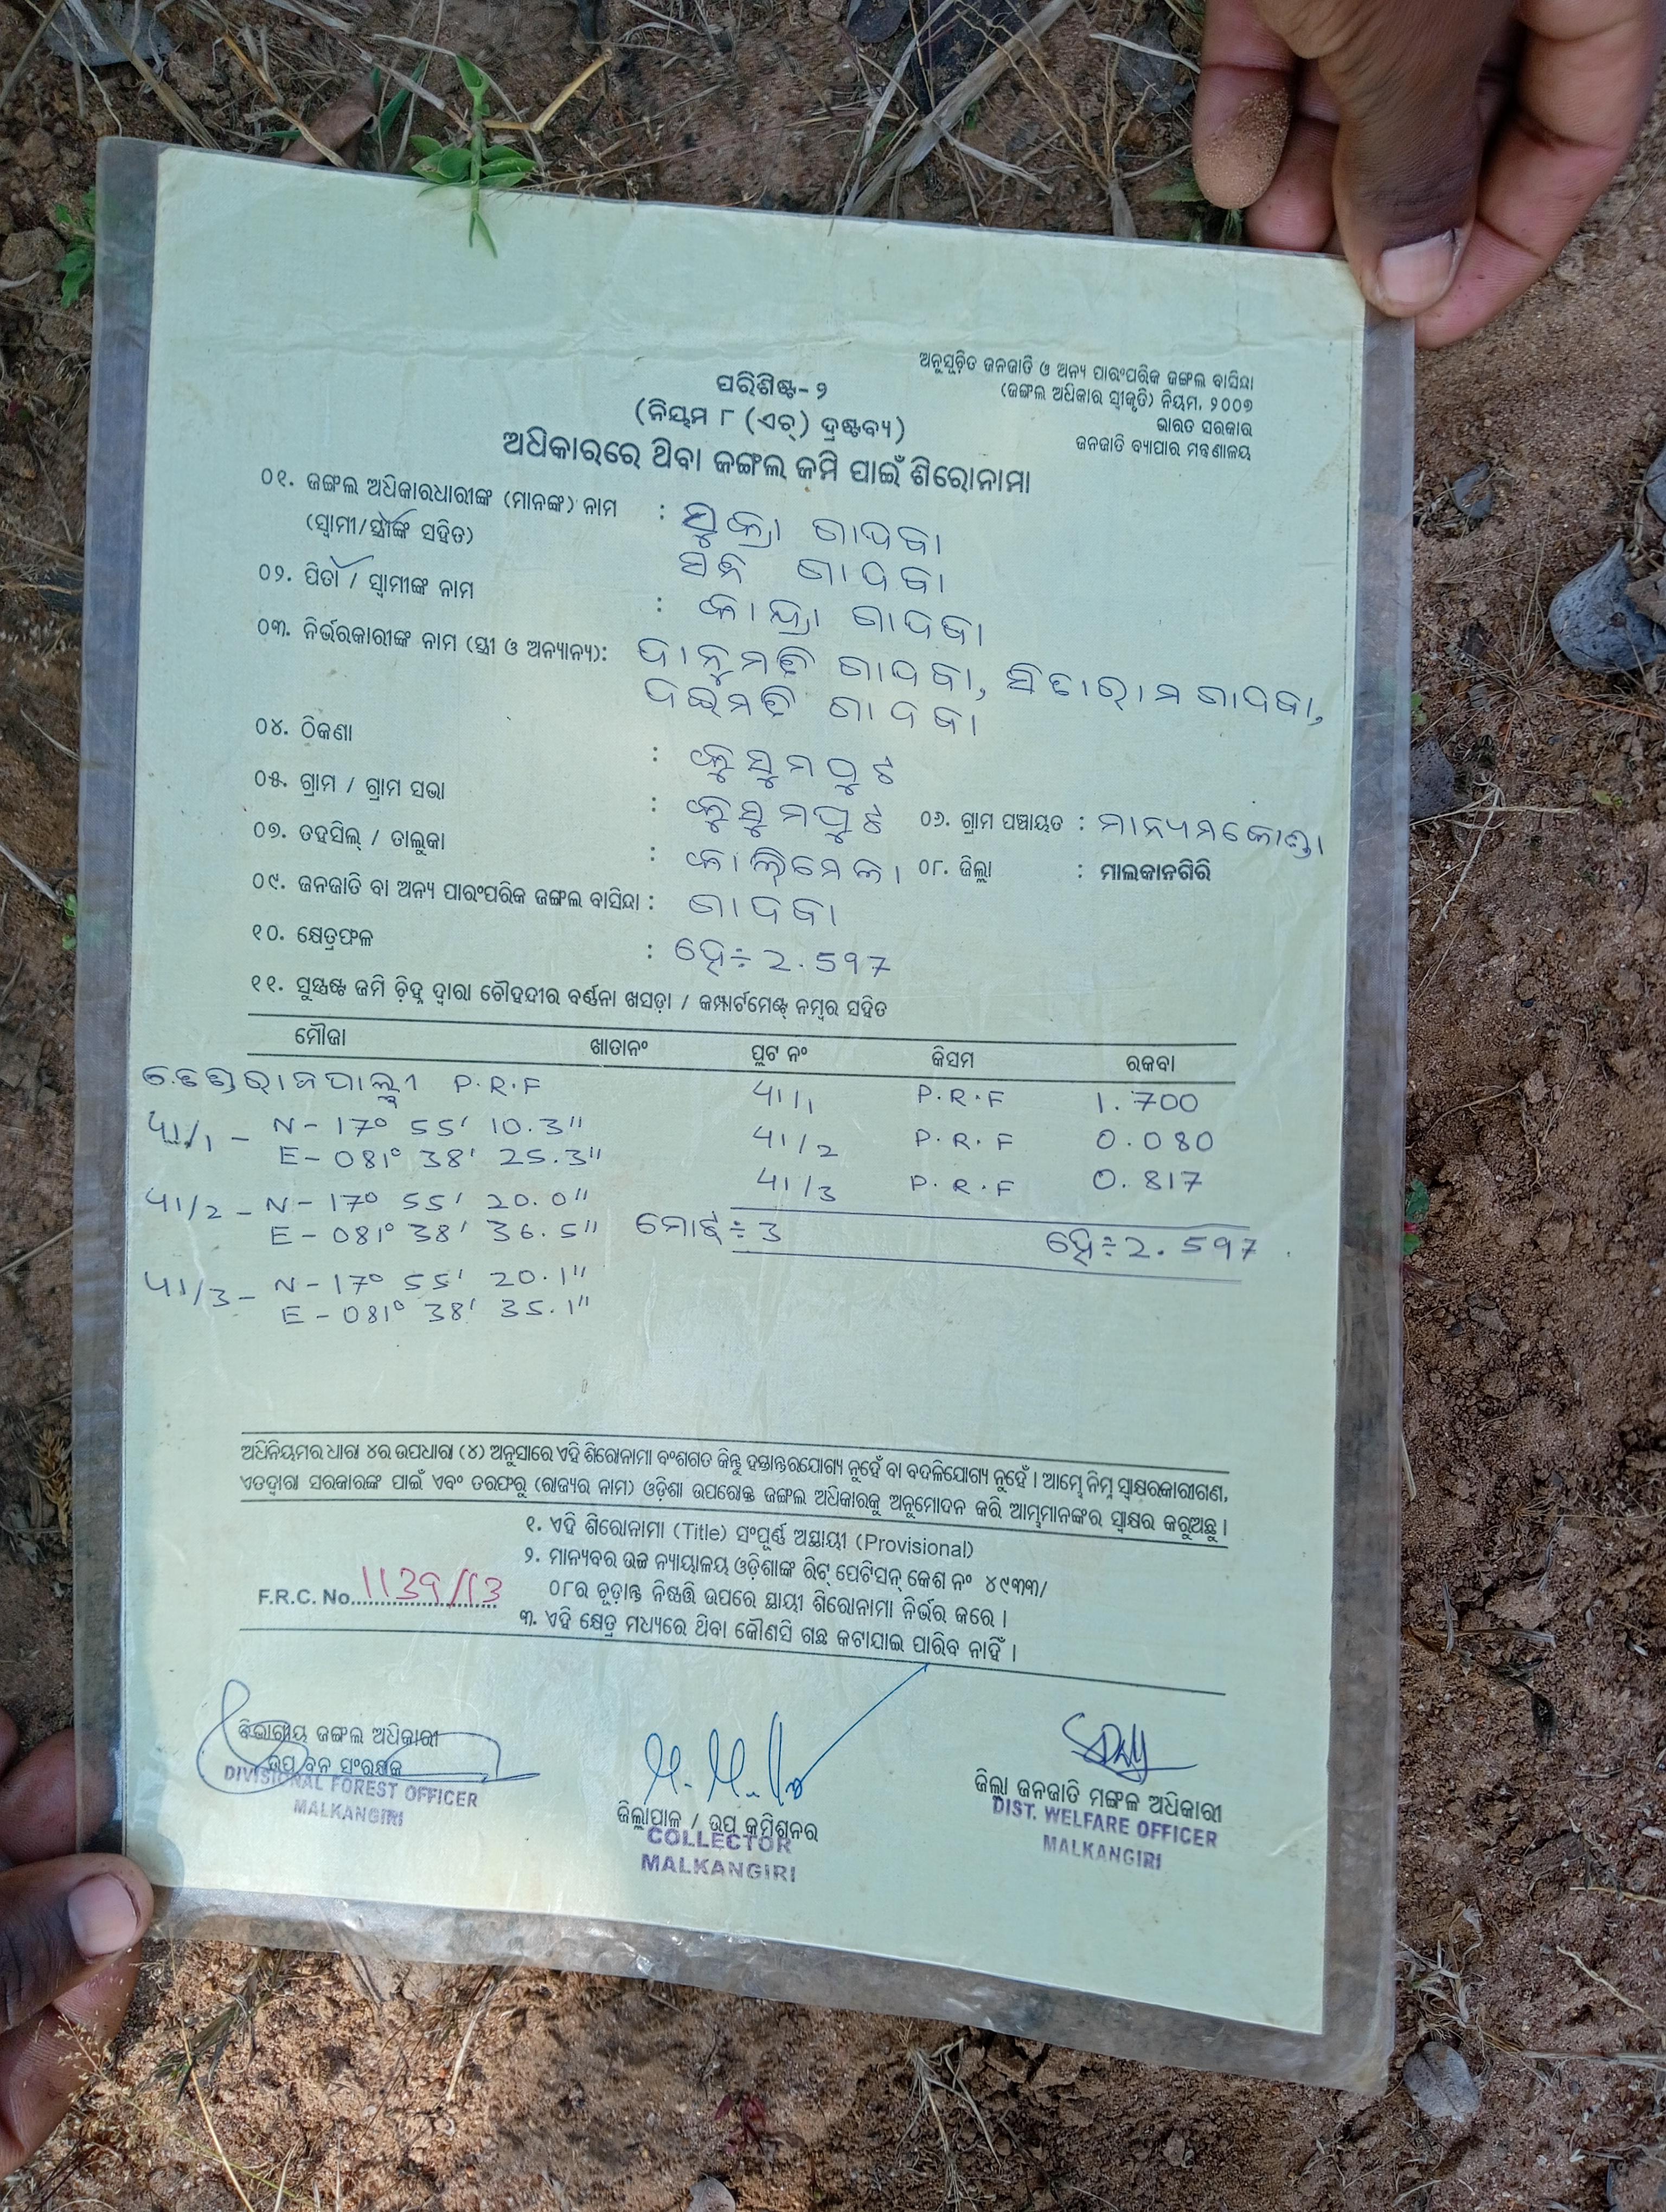 ଅନୁସୂଚିତ ଜନଜାତି ଓ ଅନ୍ୟ ପାରଂପରିକ ଜଙ୍ଗଲ ବାସିନ୍ଦା
(ଜଙ୍ଗଲ ଅଧିକାର ସ୍ୱୀକୃତି) ନିୟମ, ୨୦୦୭
ଭାରତ ସରକାର
ଜନଜାତି ବ୍ୟାପାର ମନ୍ତ୍ରଣାଳୟ
ପରିଶିଷ୍ଟ- ୨
(ନିୟମ ୮ (ଏଚ୍) ଦ୍ରଷ୍ଟବ୍ୟ)
ଅଧିକାରରେ ଥିବା ଜଙ୍ଗଲ ଜମି ପାଇଁ ଶିରୋନାମା
୦୧. ଜଙ୍ଗଲ ଅଧିକାରଧାରୀଙ୍କ (ମାନଙ୍କ) ନାମ : ସୁକ୍ରା ଗାଦବା
(ସ୍ୱାମୀ/ସ୍ତ୍ରୀଙ୍କ ସହିତ) ଗାଦବା
୦୨. ପିତା / ସ୍ୱାମୀଙ୍କ ନାମ : ଗାଦବା
୦୩. ନିର୍ଭରକାରୀଙ୍କ ନାମ (ସ୍ତ୍ରୀ ଓ ଅନ୍ୟାନ୍ୟ): ଗାଦବା, ସିତାରାମ ଗାଦବା,
ଗାଦବା
୦୪. ଠିକଣା : କୁସୁମପୁଟ
୦୫. ଗ୍ରାମ / ଗ୍ରାମ ସଭା : କୁସୁମପୁଟ ୦୬. ଗ୍ରାମ ପଞ୍ଚାୟତ : ମାନ୍ୟମକୋଣ୍ଡା
୦୭. ତହସିଲ୍ / ତାଲୁକା : କାଲିମେଳା ୦୮. ଜିଲ୍ଲା : ମାଲକାନଗିରି
୦୯. ଜନଜାତି ବା ଅନ୍ୟ ପାରଂପରିକ ଜଙ୍ଗଲ ବାସିନ୍ଦା : ଗାଦବା
୧୦. କ୍ଷେତ୍ରଫଳ : ହେ÷ 2.597
୧୧. ସୁସ୍ପଷ୍ଟ ଜମି ଚିହ୍ନ ଦ୍ୱାରା ଚୌହଦ୍ଦୀର ବର୍ଣ୍ଣନା ଖସଡ଼ା / କମ୍ପାର୍ଟମେଣ୍ଟ୍ ନମ୍ବର ସହିତ
ମୌଜା ଖାତାନଂ ପ୍ଲଟ ନଂ କିସମ ରକବା
P.R.F 41/1 P.R.F 1.700
41/1 - N- 17° 55' 10.3"
E- 081° 38' 25.3" 41/2 P.R.F 0.080
41/3 P.R.F 0.817
41/2 - N- 17° 55' 20.0"
E- 081° 38' 36.5" ମୋଟ ÷ 3 ହେ÷ 2.597
41/3 - N- 17° 55' 20.1"
E- 081° 38' 35.1"
ଅଧିନିୟମର ଧାରା ୪ର ଉପଧାରା (୪) ଅନୁସାରେ ଏହି ଶିରୋନାମା ବଂଶଗତ କିନ୍ତୁ ହସ୍ତାନ୍ତରଯୋଗ୍ୟ ନୁହେଁ ବା ବଦଳିଯୋଗ୍ୟ ନୁହେଁ । ଆମ୍ଭେ ନିମ୍ନ ସ୍ୱାକ୍ଷରକାରୀଗଣ,
ଏତଦ୍ୱାରା ସରକାରଙ୍କ ପାଇଁ ଏବଂ ତରଫରୁ (ରାଜ୍ୟର ନାମ) ଓଡ଼ିଶା ଉପରୋକ୍ତ ଜଙ୍ଗଲ ଅଧିକାରକୁ ଅନୁମୋଦନ କରି ଆମ୍ଭମାନଙ୍କର ସ୍ୱାକ୍ଷର କରୁଅଛୁ ।
୧. ଏହି ଶିରୋନାମା (Title) ସଂପୂର୍ଣ୍ଣ ଅସ୍ଥାୟୀ (Provisional)
୨. ମାନ୍ୟବର ଉଚ୍ଚ ନ୍ୟାୟାଳୟ ଓଡ଼ିଶାଙ୍କ ରିଟ୍ ପେଟିସନ୍ କେଶ ନଂ ୪୯୩୩/
୦୮ର ଚୂଡ଼ାନ୍ତ ନିଷ୍ପତ୍ତି ଉପରେ ସ୍ଥାୟୀ ଶିରୋନାମା ନିର୍ଭର କରେ ।
F.R.C. No. 1139/13
୩. ଏହି କ୍ଷେତ୍ର ମଧ୍ୟରେ ଥିବା କୌଣସି ଗଛ କଟାଯାଇ ପାରିବ ନାହିଁ ।
ବିଭାଗୀୟ ଜଙ୍ଗଲ ଅଧିକାରୀ
ଉପ ବନ ସଂରକ୍ଷକ
DIVISIONAL FOREST OFFICER
MALKANGIRI
ଜିଲ୍ଲାପାଳ / ଉପ କମିଶନର
COLLECTOR
MALKANGIRI
ଜିଲ୍ଲା ଜନଜାତି ମଙ୍ଗଳ ଅଧିକାରୀ
DIST. WELFARE OFFICER
MALKANGIRI